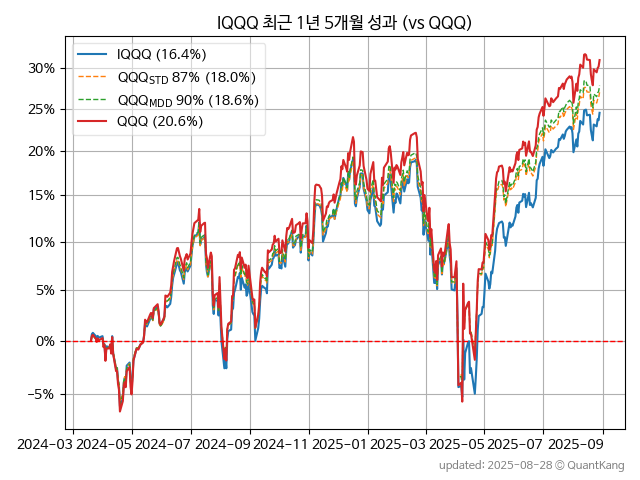 IQQQ 최근 1년 5개월 성과 (vs QQQ)
IQQQ (16.4%)
QQQSTD 87% (18.0%)
QQQMDD 90% (18.6%)
QQQ (20.6%)
30%
25%
20%
15%
10%
5%
0%
−5%
2024-03 2024-05 2024-07 2024-09 2024-11 2025-01 2025-03 2025-05 2025-07 2025-09
updated: 2025-08-28 © QuantKang